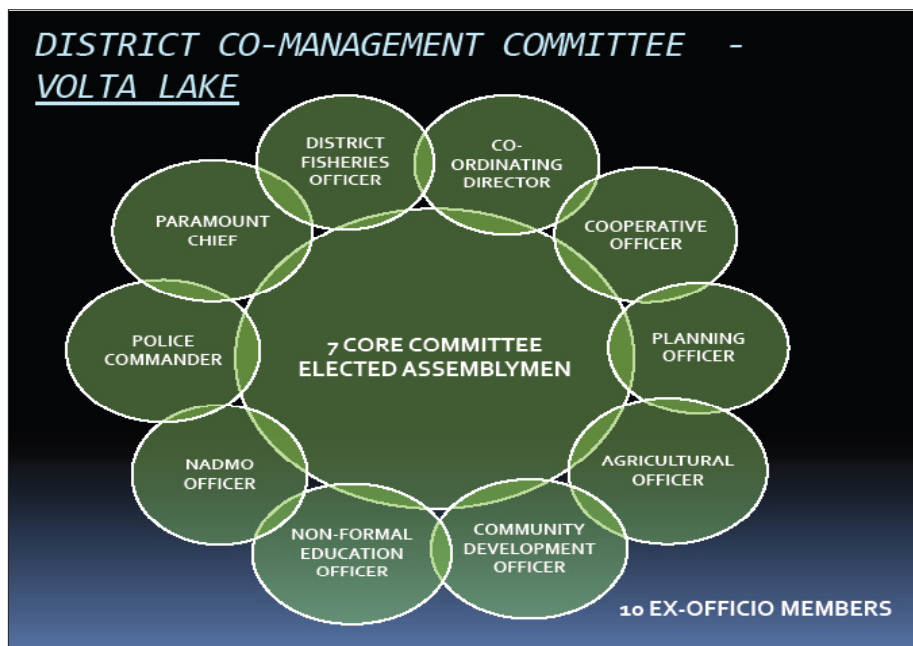 DISTRICT CO-MANAGEMENT COMMITTEE -
VOLTA LAKE
DISTRICT
FISHERIES
OFFICER
CO-
ORDINATING
DIRECTOR
PARAMOUNT
CHIEF
COOPERATIVE
OFFICER
POLICE
COMMANDER
7 CORE COMMITTEE
ELECTED ASSEMBLYMEN
PLANNING
OFFICER
NADMO
OFFICER
AGRICULTURAL
OFFICER
NON-FORMAL
EDUCATION
OFFICER
COMMUNITY
DEVELOPMENT
OFFICER
10 EX-OFFICIO MEMBERS